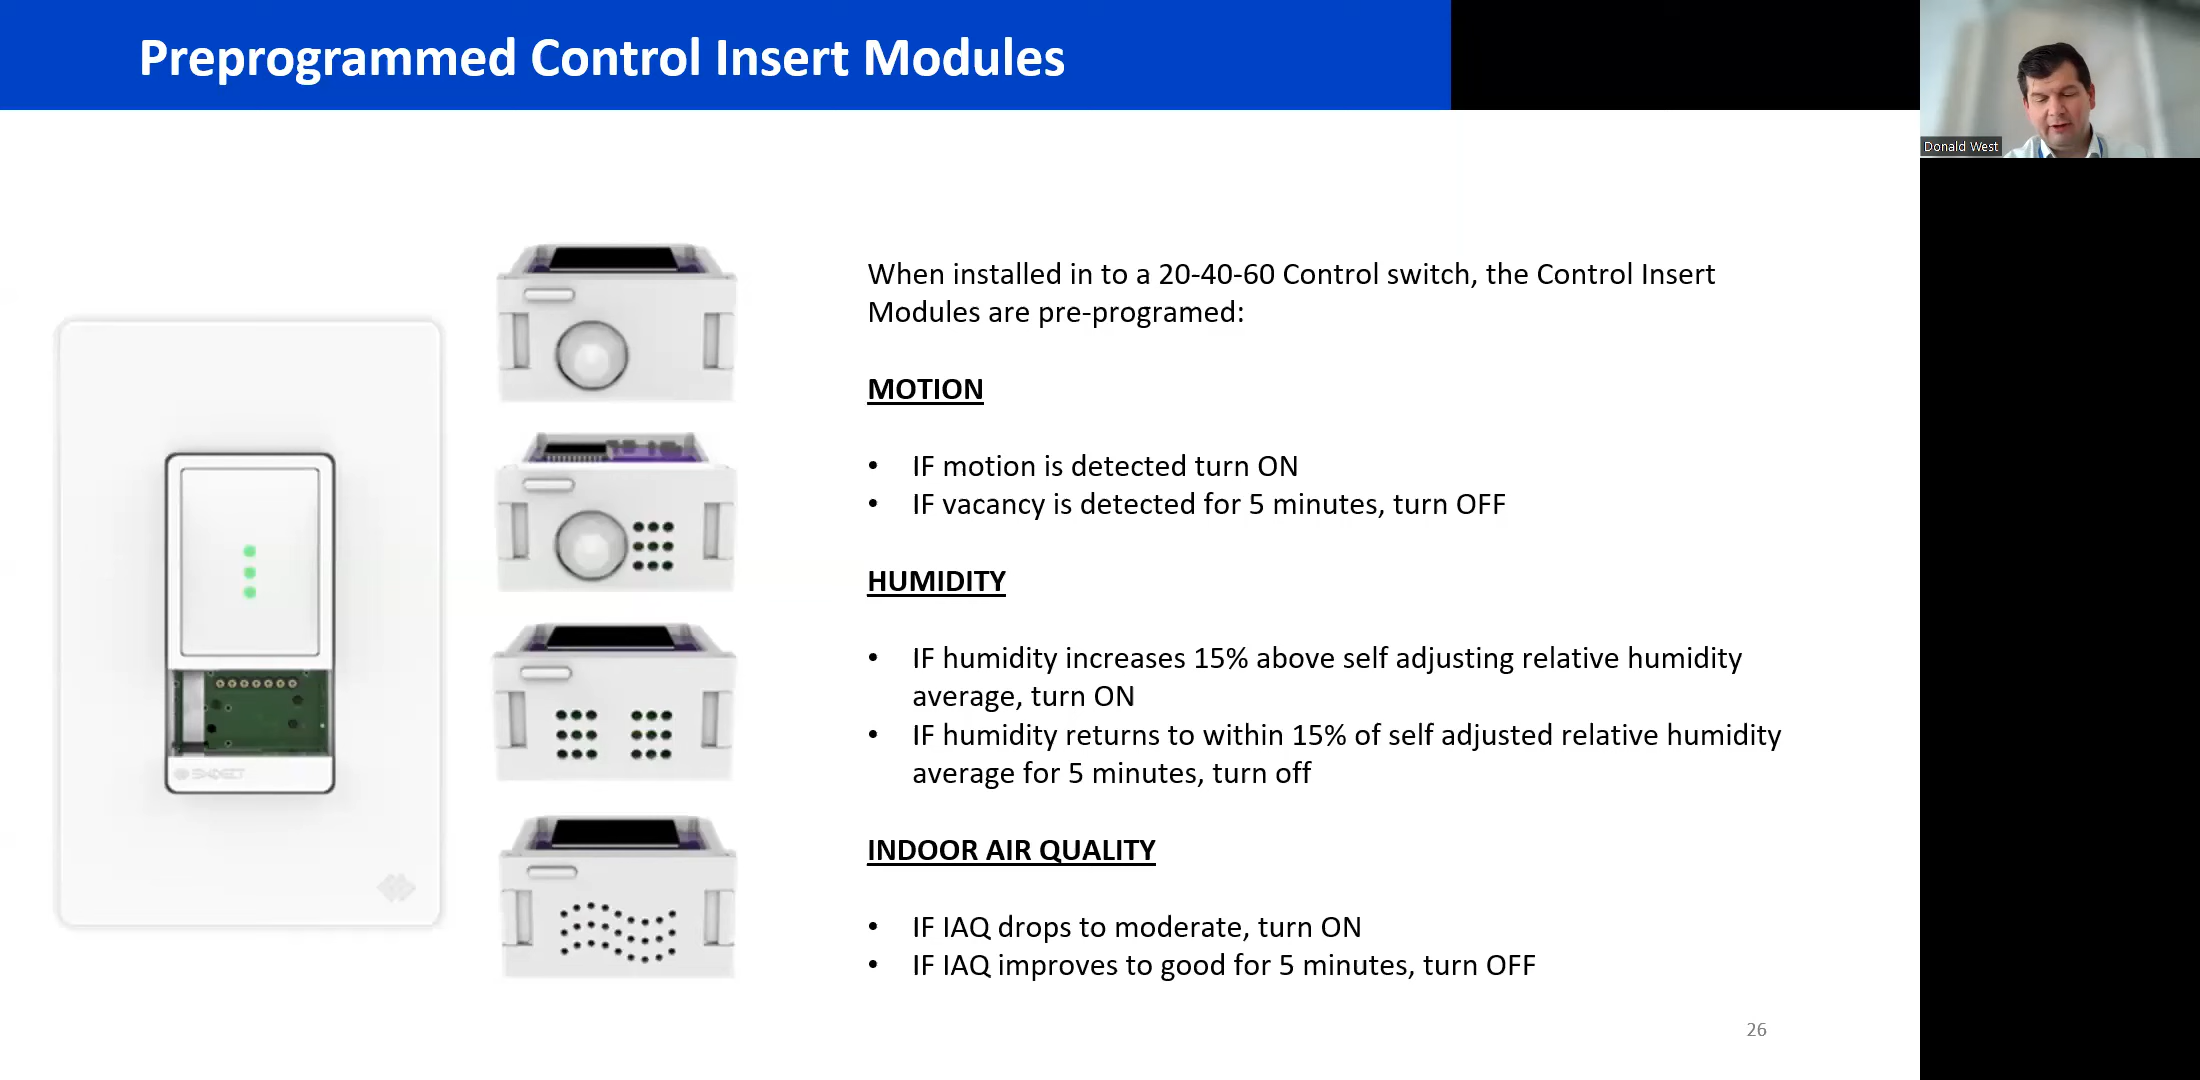 Preprogrammed Control Insert Modules
Donald West
When installed in to a 20-40-60 Control switch, the Control Insert
Modules are pre-programed:
MOTION
• IF motion is detected turn ON
• IF vacancy is detected for 5 minutes, turn OFF
HUMIDITY
• IF humidity increases 15% above self adjusting relative humidity
average, turn ON
• IF humidity returns to within 15% of self adjusted relative humidity
average for 5 minutes, turn off
INDOOR AIR QUALITY
• IF IAQ drops to moderate, turn ON
• IF IAQ improves to good for 5 minutes, turn OFF
26